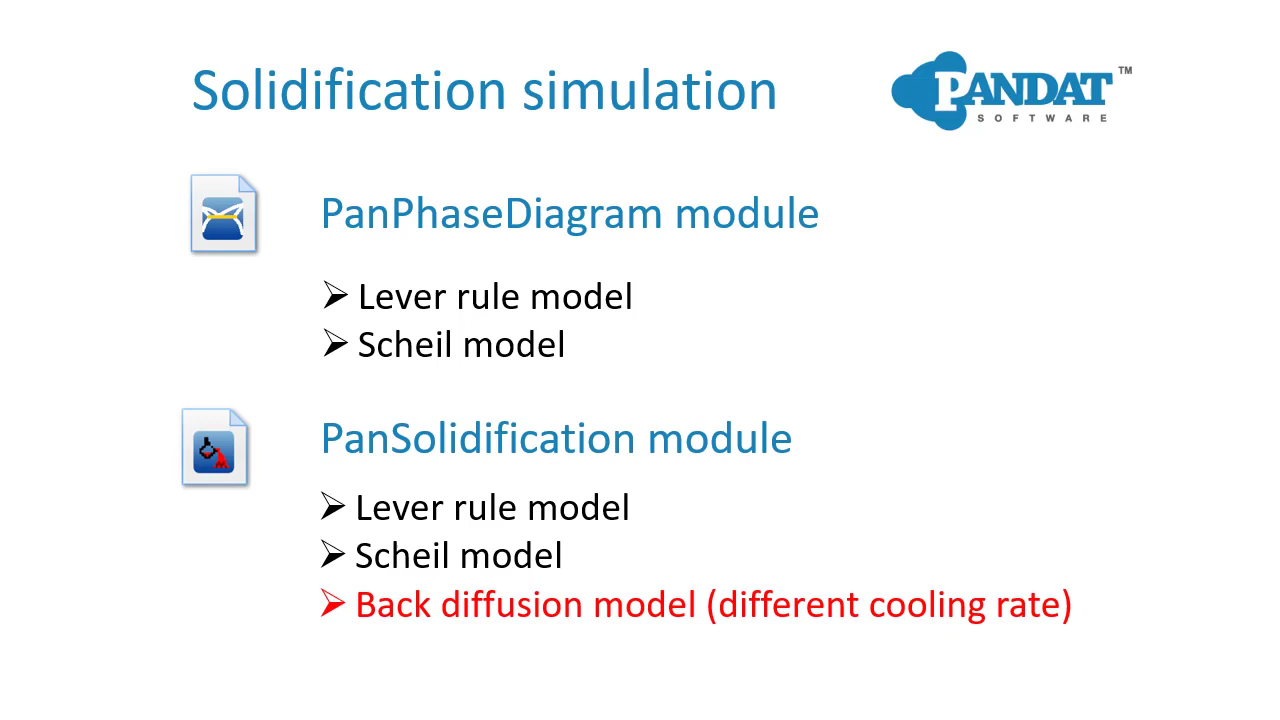 Solidification simulation
PANDAT™
SOFTWARE
PanPhaseDiagram module
➢ Lever rule model
➢ Scheil model
PanSolidification module
➢ Lever rule model
➢ Scheil model
➢ Back diffusion model (different cooling rate)